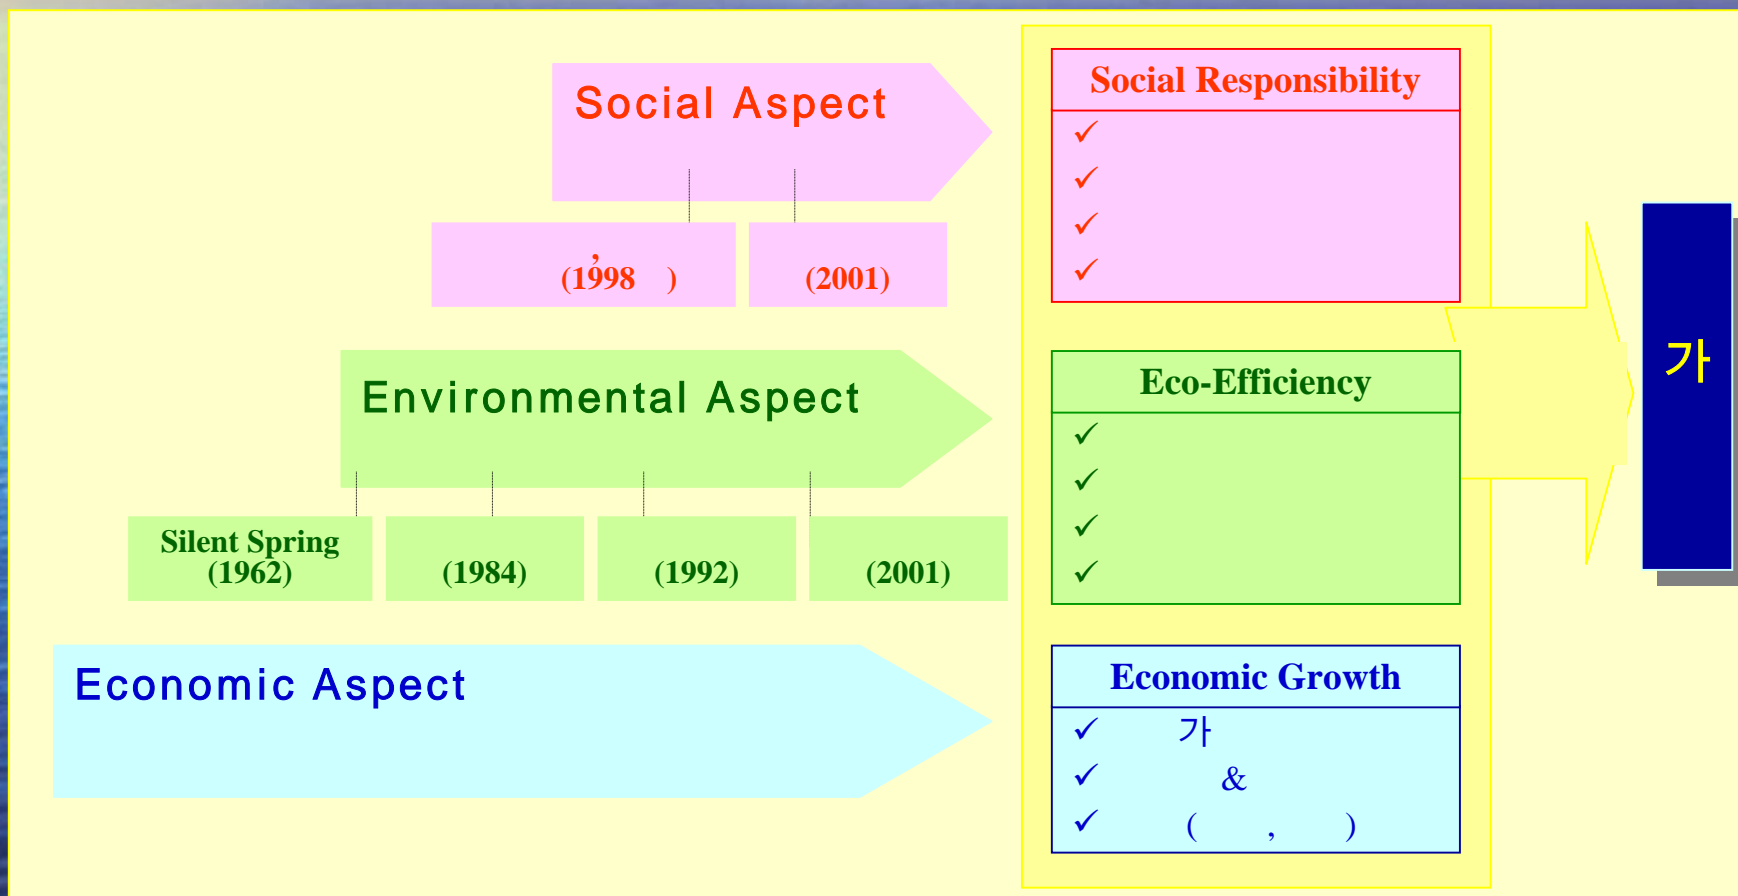 Social Aspect
,
(1998 )
(2001)
Environmental Aspect
Silent Spring
(1962)
(1984)
(1992)
(2001)
Economic Aspect
Social Responsibility
✓
✓
✓
✓
Eco-Efficiency
✓
✓
✓
✓
Economic Growth
✓ 가
✓ &
✓ ( , )
가